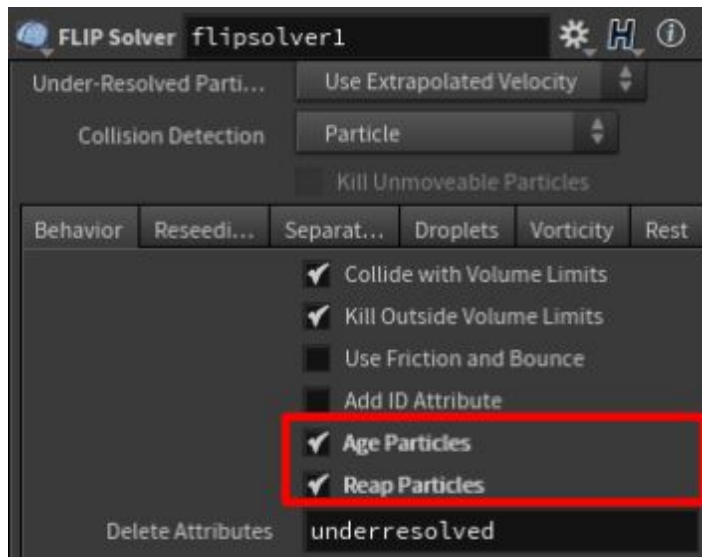 FLIP Solver flipsolver1
Under-Resolved Parti... Use Extrapolated Velocity
Collision Detection Particle
Kill Unmoveable Particles
Behavior Reseedi... Separat... Droplets Vorticity Rest
Collide with Volume Limits
Kill Outside Volume Limits
Use Friction and Bounce
Add ID Attribute
Age Particles
Reap Particles
Delete Attributes underresolved